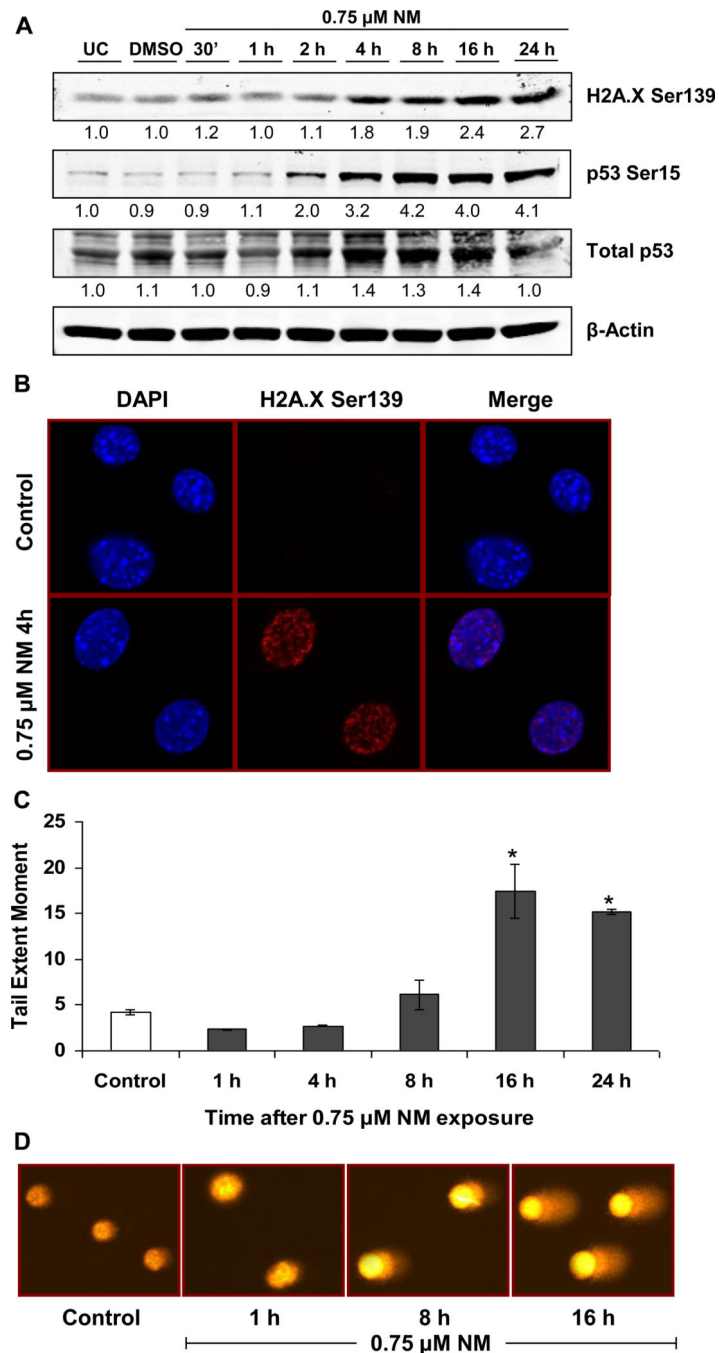 A
0.75 µM NM
UC DMSO 30' 1 h 2 h 4 h 8 h 16 h 24 h
H2A.X Ser139
1.0 1.0 1.2 1.0 1.1 1.8 1.9 2.4 2.7
p53 Ser15
1.0 0.9 0.9 1.1 2.0 3.2 4.2 4.0 4.1
Total p53
1.0 1.1 1.0 0.9 1.1 1.4 1.3 1.4 1.0
β-Actin
B
DAPI H2A.X Ser139 Merge
Control
0.75 µM NM 4h
C
Tail Extent Moment
25
20
15
10
5
0
*
*
Control 1 h 4 h 8 h 16 h 24 h
Time after 0.75 µM NM exposure
D
Control 1 h 8 h 16 h
0.75 µM NM